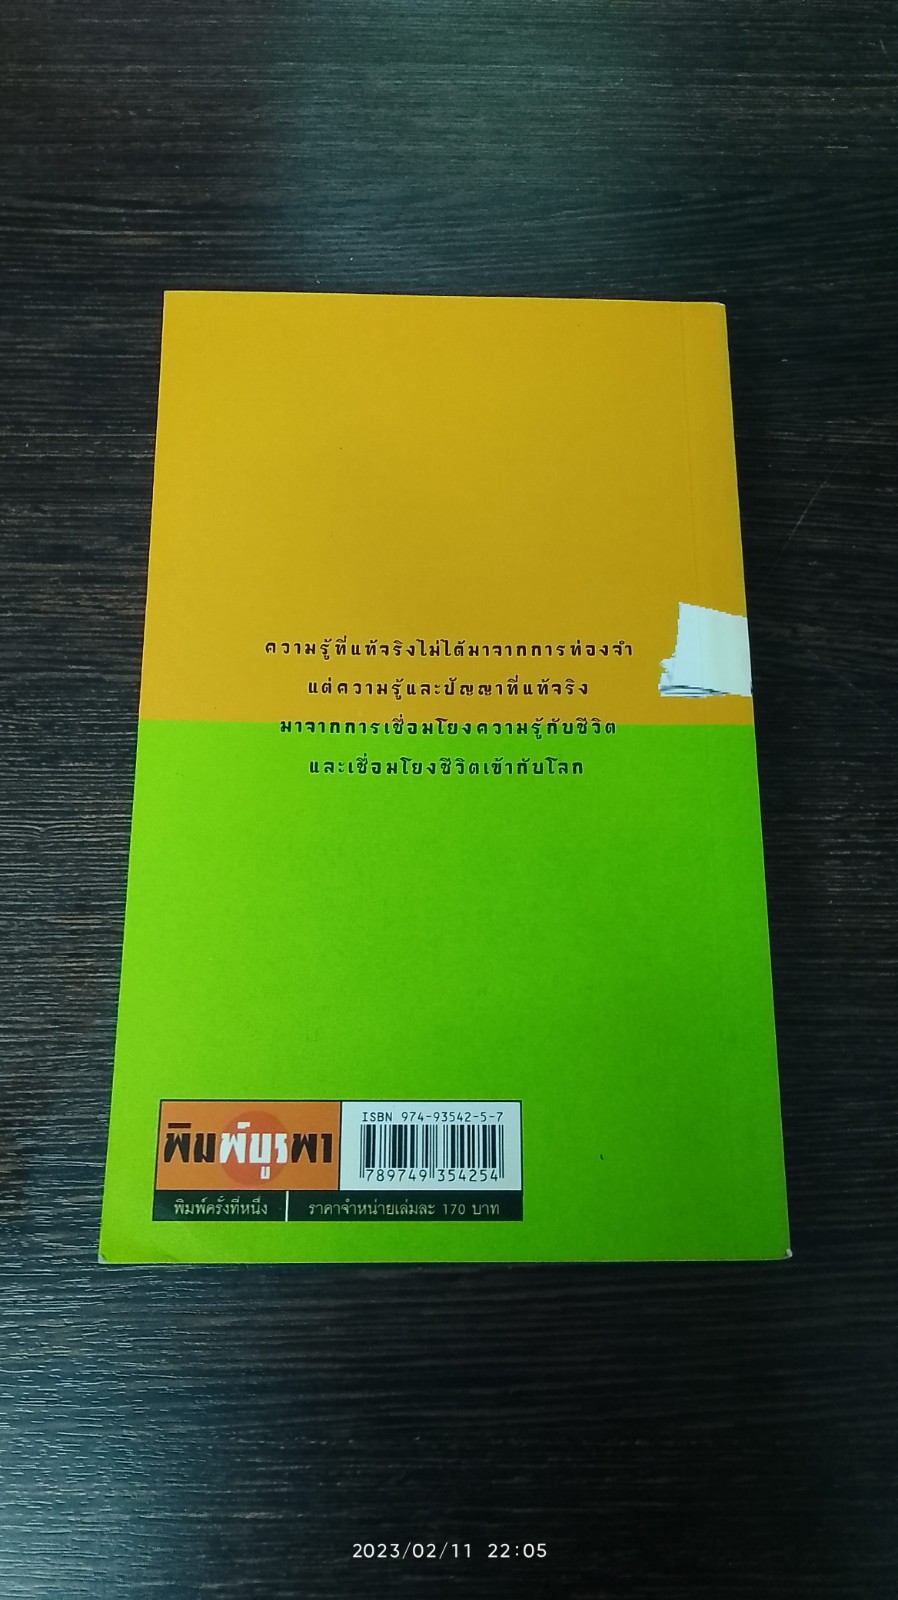 ความรู้ที่แท้จริงไม่ได้มาจากการท่องจำ
แต่ความรู้และปัญญาที่แท้จริง
มาจากการเชื่อมโยงความรู้กับชีวิต
และเชื่อมโยงชีวิตเข้ากับโลก
พิมพ์บูรพา
ISBN 974-93542-5-7
789749 354254
พิมพ์ครั้งที่หนึ่ง
ราคาจำหน่ายเล่มละ 170 บาท
2023/02/11 22:05